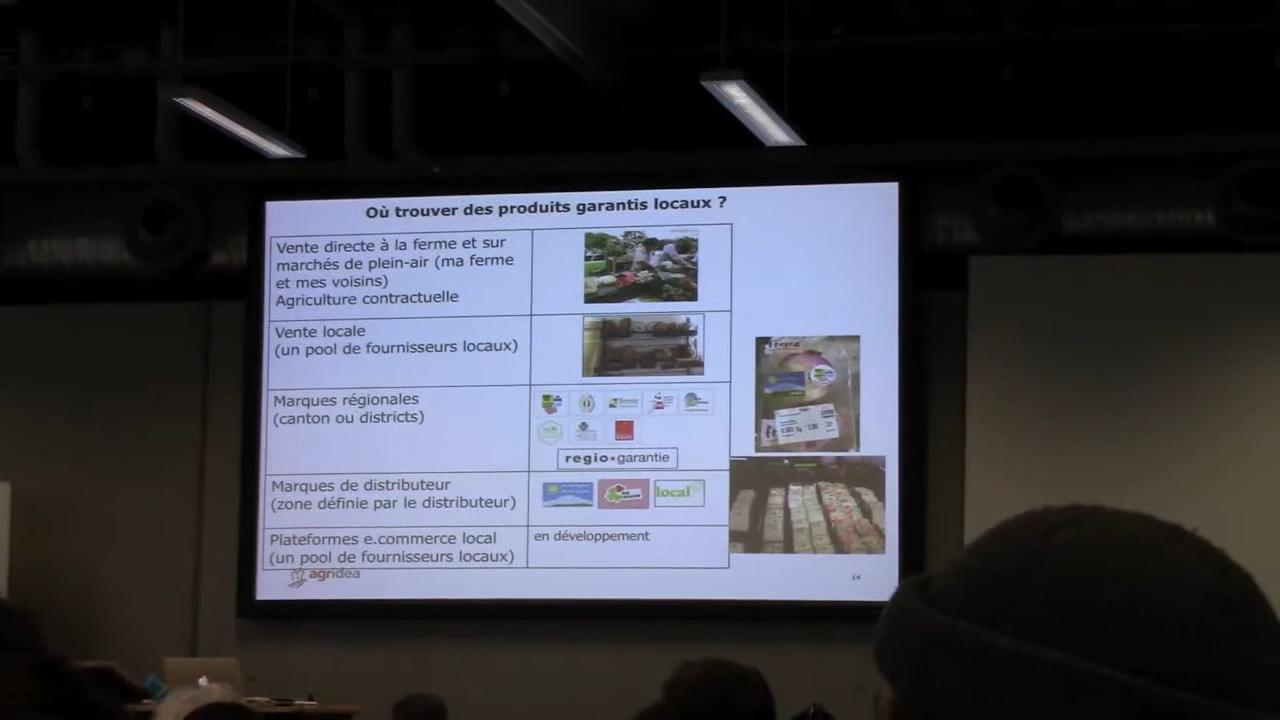 Où trouver des produits garantis locaux ?
Vente directe à la ferme et sur
marchés de plein-air (ma ferme
et mes voisins)
Agriculture contractuelle
Vente locale
(un pool de fournisseurs locaux)
Marques régionales
(canton ou districts)
regio•garantie
Marques de distributeur
(zone définie par le distributeur)
local
Plateformes e.commerce local
(un pool de fournisseurs locaux)
en développement
agridea
14